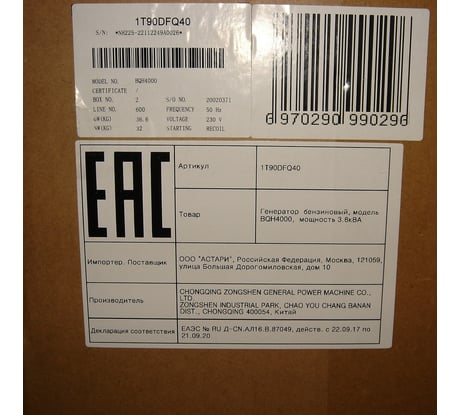 1T90DFQ40
S/N: *NH225-22112249A0026*
MODEL NO. BQH4000
CERTIFICATE /
BOX NO. 2 S/O NO. 20020371
LINE NO. 600 FREQUENCY 50 Hz
GW(KG) 36.6 VOLTAGE 230 V
NW(KG) 32 STARTING RECOIL
6 970290 990296
EAC
Артикул 1T90DFQ40
Товар Генератор бензиновый, модель
BQH4000, мощность 3.6кВА
Импортер. Поставщик ООО "АСТАРИ", Российская Федерация, Москва, 121059,
улица Большая Дорогомиловская, дом 10
Производитель CHONGQING ZONGSHEN GENERAL POWER MACHINE CO.,
LTD.
ZONGSHEN INDUSTRIAL PARK, CHAO YOU CHANG BANAN
DIST., CHONGQING 400054, Китай
Декларация соответствия ЕАЭС № RU Д-CN.АЛ16.В.87049, действ. с 22.09.17 по
21.09.20